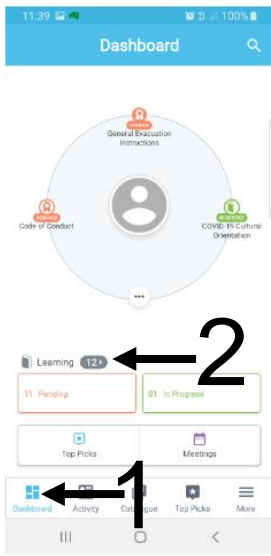 11:39 100%
Dashboard
General Evacuation
Instructions
Code of Conduct
COVID-19 Cultural
Orientation
Learning 12
2
11 Pending
01 In Progress
Top Picks
Meetings
1
Dashboard Activity Catalogue Top Picks More